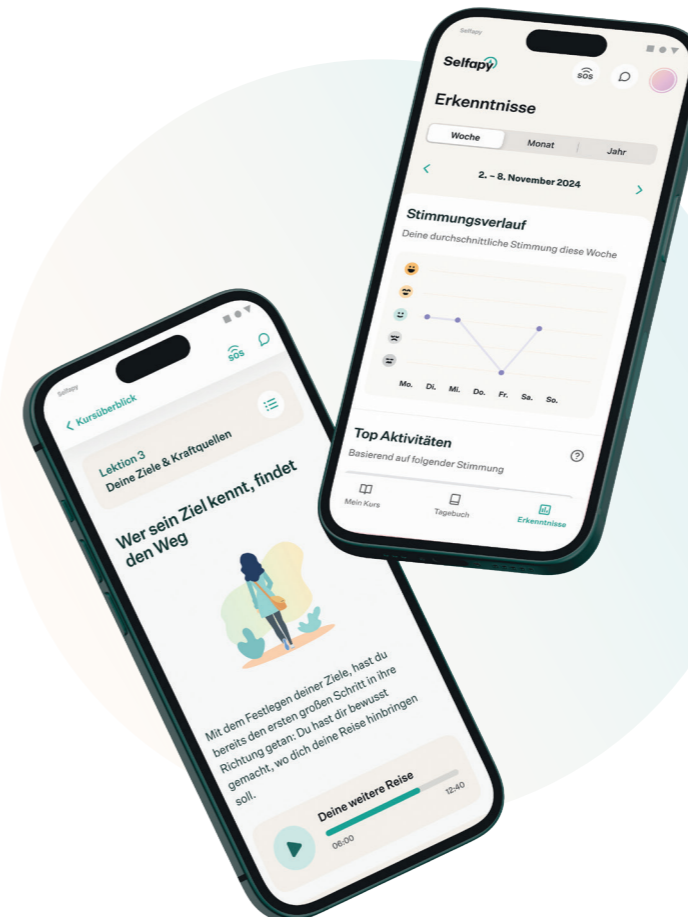 Selfapy
Selfapy
SOS
Erkenntnisse
Woche
Monat
Jahr
2. – 8. November 2024
Stimmungsverlauf
Deine durchschnittliche Stimmung diese Woche
Mo. Di. Mi. Do. Fr. Sa. So.
Top Aktivitäten
?
Basierend auf folgender Stimmung
Mein Kurs
Tagebuch
Erkenntnisse
Selfapy
SOS
Kursüberblick
Lektion 3
Deine Ziele & Kraftquellen
Wer sein Ziel kennt, findet
den Weg
Mit dem Festlegen deiner Ziele, hast du
bereits den ersten großen Schritt in ihre
Richtung getan: Du hast dir bewusst
gemacht, wo dich deine Reise hinbringen
soll.
Deine weitere Reise
06:00
12:40